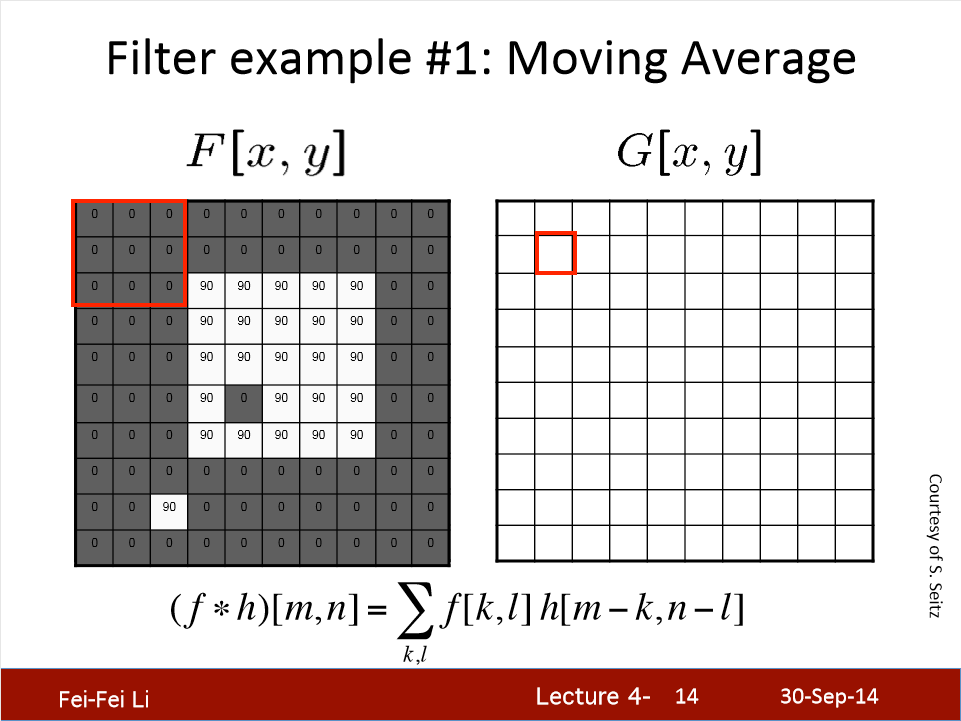 Filter example #1: Moving Average
F[x, y]
G[x, y]
0 0 0 0 0 0 0 0 0 0
0 0 0 0 0 0 0 0 0 0
0 0 0 90 90 90 90 90 0 0
0 0 0 90 90 90 90 90 0 0
0 0 0 90 90 90 90 90 0 0
0 0 0 90 0 90 90 90 0 0
0 0 0 90 90 90 90 90 0 0
0 0 0 0 0 0 0 0 0 0
0 0 90 0 0 0 0 0 0 0
0 0 0 0 0 0 0 0 0 0
Courtesy of S. Seitz
(f * h)[m, n] = ∑ f[k, l] h[m − k, n − l]
k,l
Fei-Fei Li
Lecture 4- 14
30-Sep-14